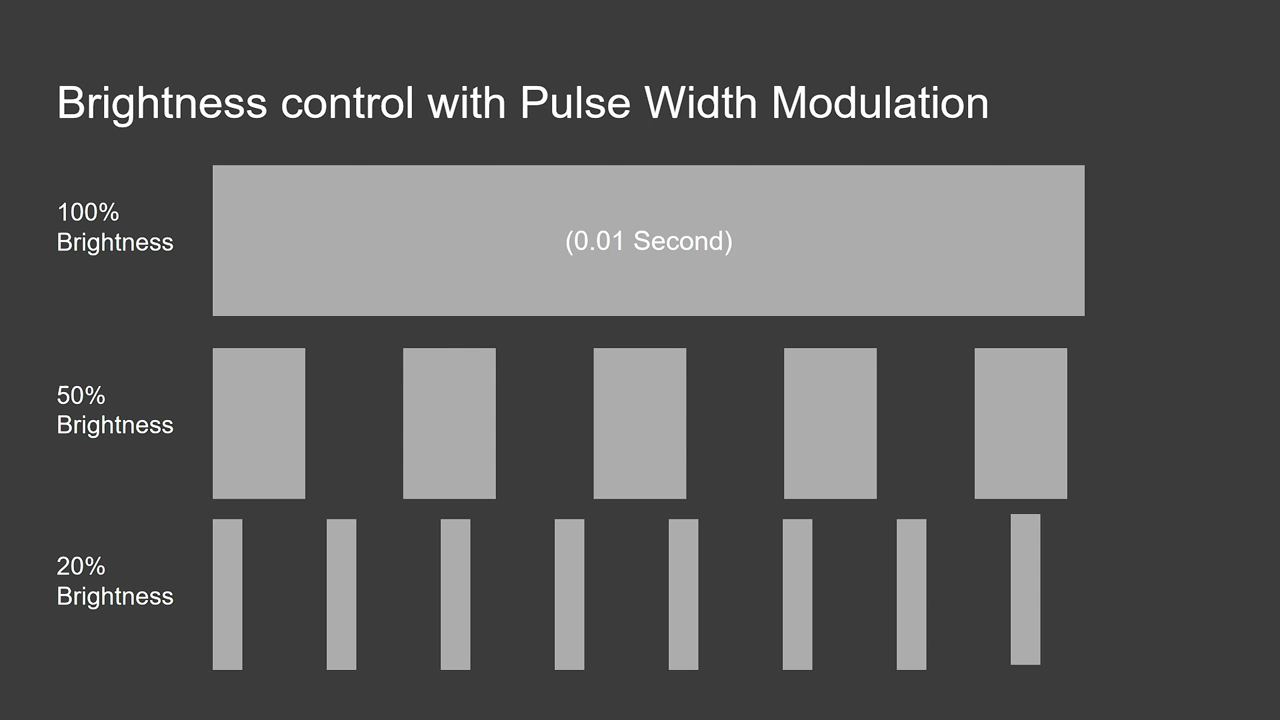 Brightness control with Pulse Width Modulation
100%
Brightness
(0.01 Second)
50%
Brightness
20%
Brightness